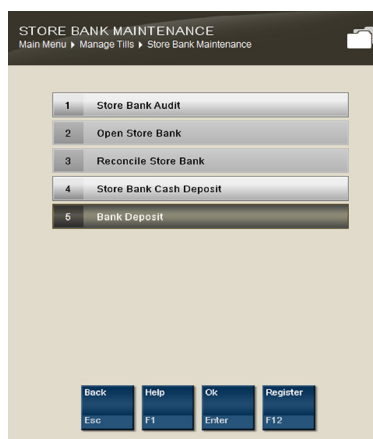 STORE BANK MAINTENANCE
Main Menu ▸ Manage Tills ▸ Store Bank Maintenance
1 Store Bank Audit
2 Open Store Bank
3 Reconcile Store Bank
4 Store Bank Cash Deposit
5 Bank Deposit
Back Help Ok Register
Esc F1 Enter F12